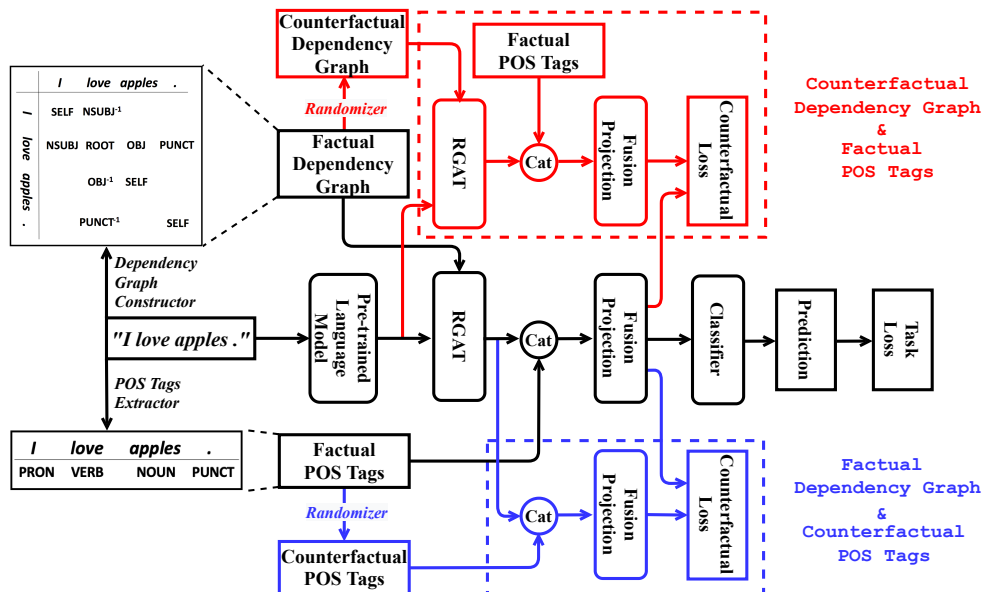 Counterfactual
Dependency
Graph
Randomizer
Factual
Dependency
Graph
Factual
POS Tags
RGAT
Cat
Fusion
Projection
Counterfactual
Loss
Counterfactual
Dependency Graph
&
Factual
POS Tags
I love apples .
I SELF NSUBJ-1
love NSUBJ ROOT OBJ PUNCT
apples OBJ-1 SELF
. PUNCT-1 SELF
Dependency
Graph
Constructor
"I love apples ."
POS Tags
Extractor
Pre-trained
Language
Model
RGAT
Cat
Fusion
Projection
Classifier
Prediction
Task
Loss
I love apples .
PRON VERB NOUN PUNCT
Factual
POS Tags
Randomizer
Counterfactual
POS Tags
Cat
Fusion
Projection
Counterfactual
Loss
Factual
Dependency Graph
&
Counterfactual
POS Tags